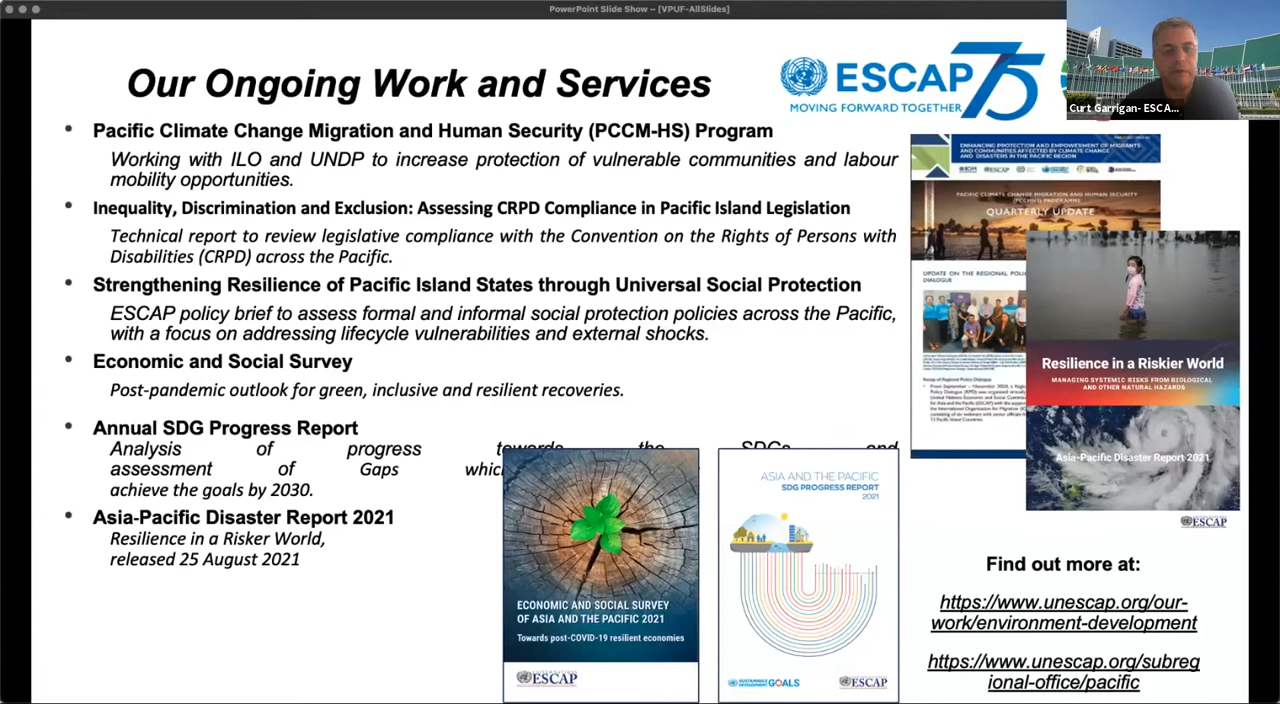 PowerPoint Slide Show – [VPUF-AllSlides]
Our Ongoing Work and Services
ESCAP 75
MOVING FORWARD TOGETHER
Curt Garrigan- ESCA...
• Pacific Climate Change Migration and Human Security (PCCM-HS) Program
Working with ILO and UNDP to increase protection of vulnerable communities and labour
mobility opportunities.
• Inequality, Discrimination and Exclusion: Assessing CRPD Compliance in Pacific Island Legislation
Technical report to review legislative compliance with the Convention on the Rights of Persons with
Disabilities (CRPD) across the Pacific.
• Strengthening Resilience of Pacific Island States through Universal Social Protection
ESCAP policy brief to assess formal and informal social protection policies across the Pacific,
with a focus on addressing lifecycle vulnerabilities and external shocks.
• Economic and Social Survey
Post-pandemic outlook for green, inclusive and resilient recoveries.
• Annual SDG Progress Report
Analysis of progress towards the SDGs and
assessment of Gaps
achieve the goals by 2030.
• Asia-Pacific Disaster Report 2021
Resilience in a Risker World,
released 25 August 2021
ENHANCING PROTECTION AND EMPOWERMENT OF MIGRANTS
AND COMMUNITIES AFFECTED BY CLIMATE CHANGE
AND DISASTERS IN THE PACIFIC REGION
PACIFIC CLIMATE CHANGE MIGRATION AND HUMAN SECURITY
QUARTERLY UPDATE
UPDATE ON THE REGIONAL
DIALOGUE
Resilience in a Riskier World
MANAGING SYSTEMIC RISKS FROM BIOLOGICAL
AND OTHER NATURAL HAZARDS
Asia-Pacific Disaster Report 2021
ESCAP
ECONOMIC AND SOCIAL SURVEY
OF ASIA AND THE PACIFIC 2021
Towards post-COVID-19 resilient economies
ESCAP
ASIA AND THE PACIFIC
SDG PROGRESS REPORT
2021
SUSTAINABLE DEVELOPMENT GOALS
ESCAP
Find out more at:
https://www.unescap.org/our-
work/environment-development
https://www.unescap.org/subreg
ional-office/pacific